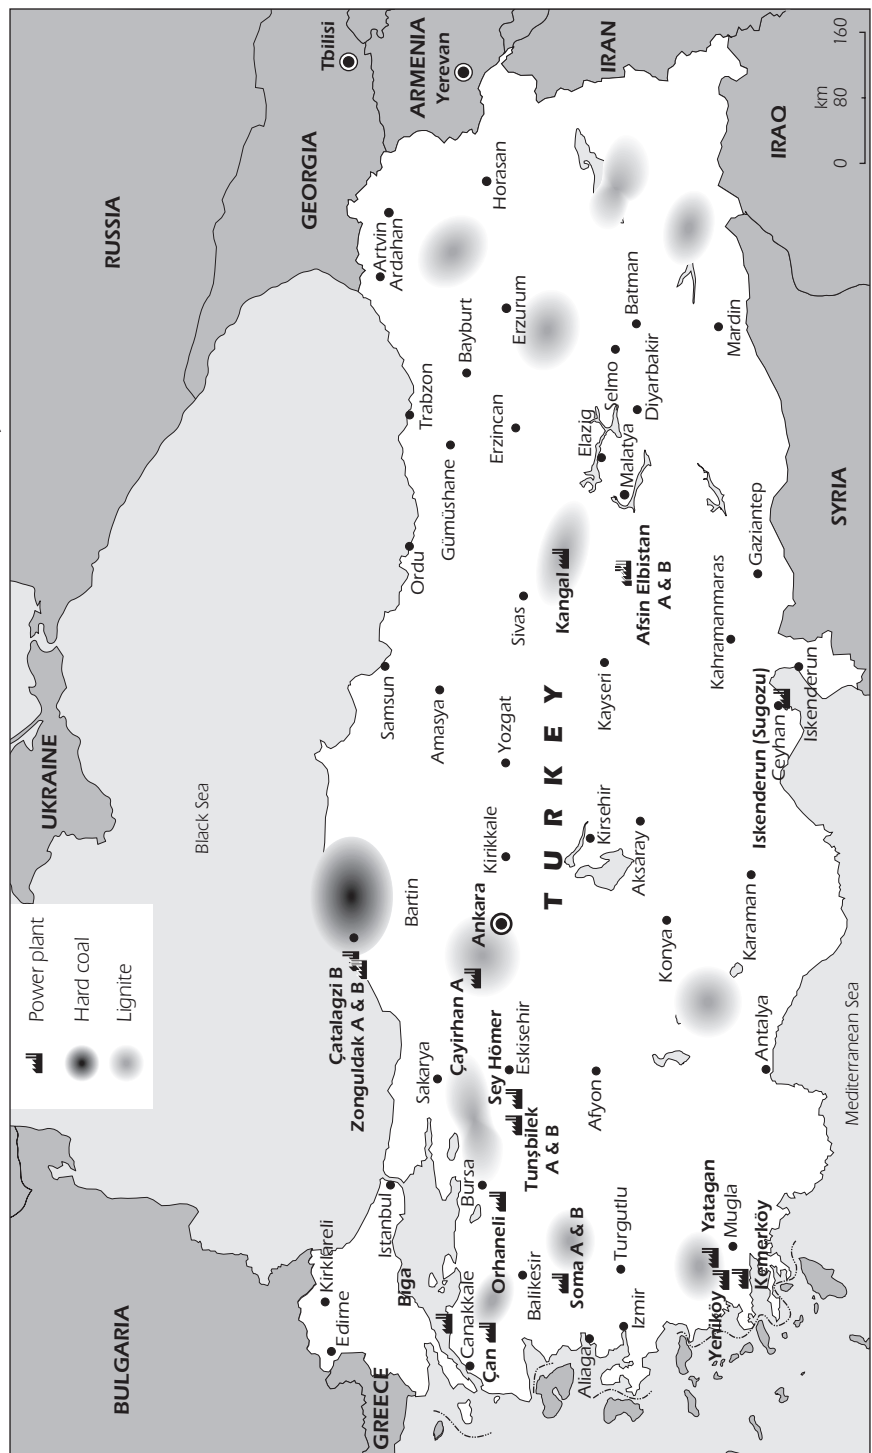 BULGARIA
UKRAINE
RUSSIA
GEORGIA
Tbilisi
ARMENIA
Yerevan
IRAN
IRAQ
SYRIA
GREECE
Black Sea
Mediterranean Sea
T U R K E Y
Power plant
Hard coal
Lignite
Çatalagzi B
Zonguldak A & B
Bartin
Kirklareli
Edirne
Istanbul
Biga
Canakkale
Çan
Bursa
Orhaneli
Balikesir
Soma A & B
Turgutlu
Izmir
Aliaga
Sakarya
Çayirhan A
Ankara
Sey Hömer
Eskisehir
Tunşbilek
A & B
Afyon
Yatagan
Mugla
Yeniköy
Kemerköy
Antalya
Konya
Karaman
Aksaray
Kirsehir
Kirikkale
Yozgat
Kayseri
Samsun
Amasya
Sivas
Kangal
Afsin Elbistan
A & B
Iskenderun (Sugozu)
Ceyhan
Iskenderun
Kahramanmaras
Gaziantep
Ordu
Gümüshane
Trabzon
Bayburt
Erzincan
Erzurum
Elazig
Malatya
Selmo
Diyarbakir
Batman
Mardin
Artvin
Ardahan
Horasan
km
0 80 160